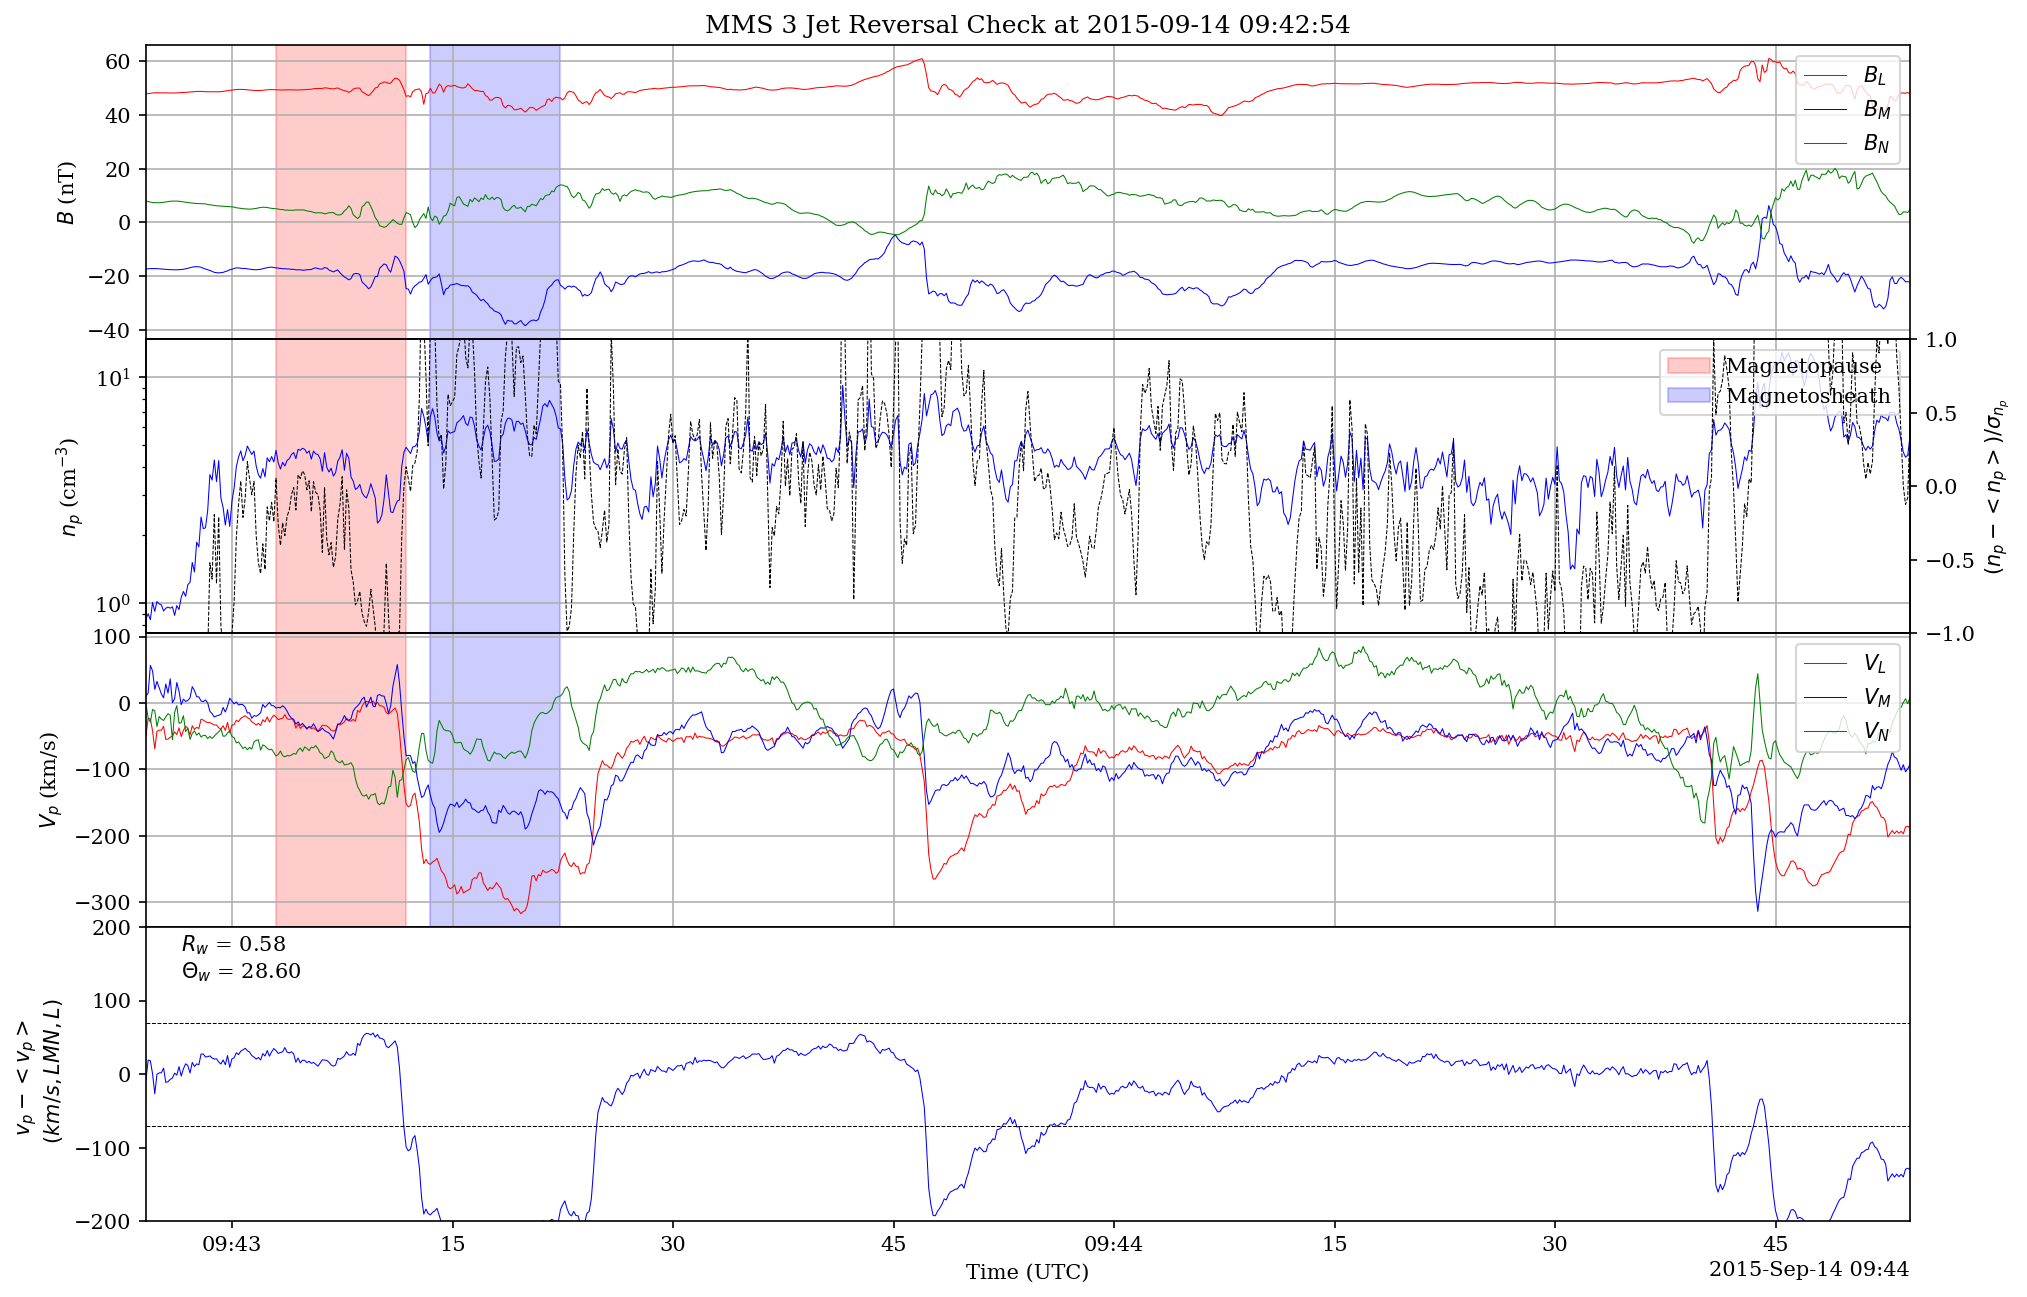 MMS 3 Jet Reversal Check at 2015-09-14 09:42:54
B (nT)
60
40
20
0
−20
−40
B_L
B_M
B_N
n_p (cm^{−3})
10^1
10^0
Magnetopause
Magnetosheath
1.0
0.5
0.0
−0.5
−1.0
(n_p − < n_p >)/σ_{n_p}
V_p (km/s)
100
0
−100
−200
−300
V_L
V_M
V_N
v_p − < v_p >
(km/s, LMN, L)
200
100
0
−100
−200
R_w = 0.58
Θ_w = 28.60
09:43
15
30
45
09:44
15
30
45
Time (UTC)
2015-Sep-14 09:44